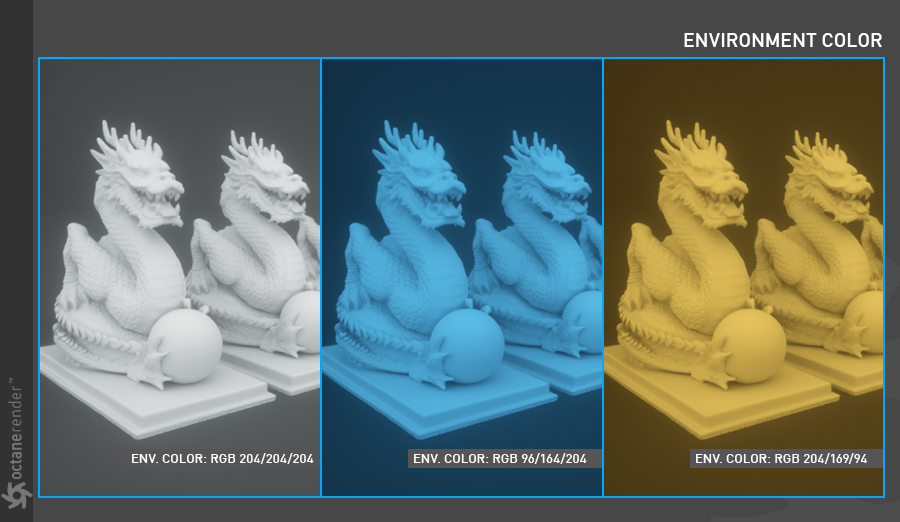 ENVIRONMENT COLOR
ENV. COLOR: RGB 204/204/204
ENV. COLOR: RGB 96/164/204
ENV. COLOR: RGB 204/169/94
octanerender™